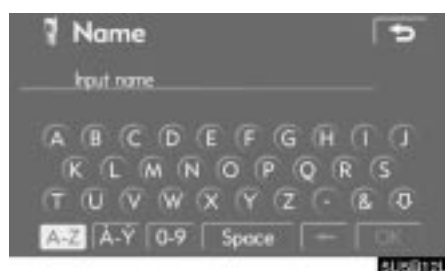 Name
Input name
A B C D E F G H I J
K L M N O P Q R S
T U V W X Y Z - &
A-Z À-Ÿ 0-9 Space ← OK